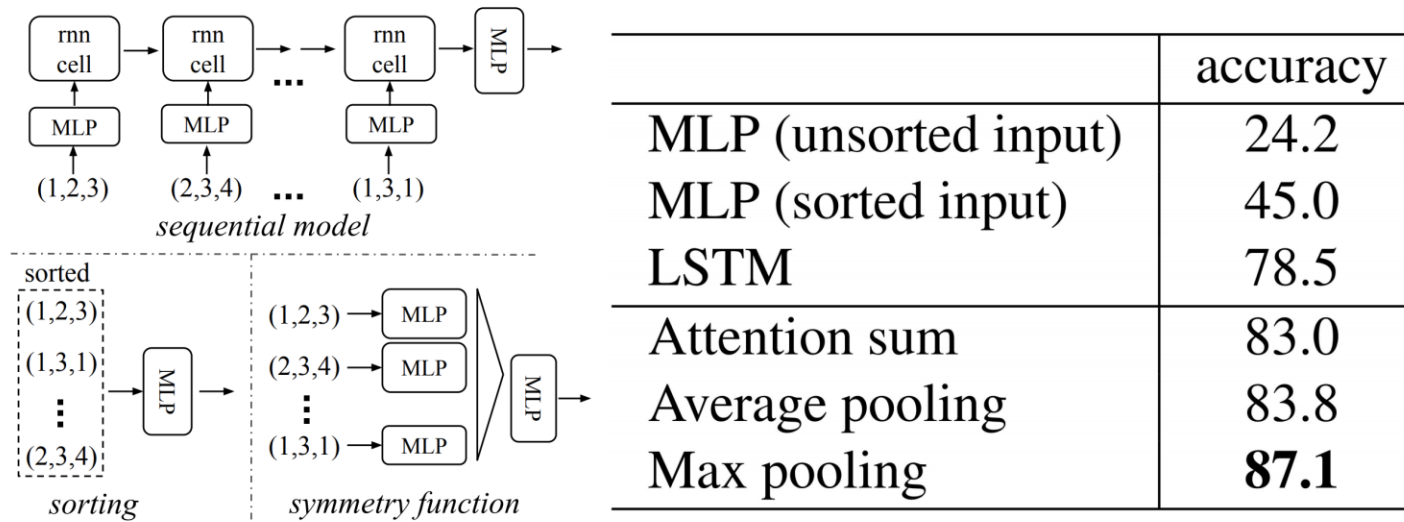 rnn cell rnn cell rnn cell MLP
...
MLP MLP MLP
(1,2,3) (2,3,4) ... (1,3,1)
sequential model
sorted
(1,2,3)
(1,3,1)
⋮
(2,3,4)
MLP
sorting
(1,2,3) MLP
(2,3,4) MLP
⋮
(1,3,1) MLP
MLP
symmetry function
accuracy
MLP (unsorted input) 24.2
MLP (sorted input) 45.0
LSTM 78.5
Attention sum 83.0
Average pooling 83.8
Max pooling 87.1